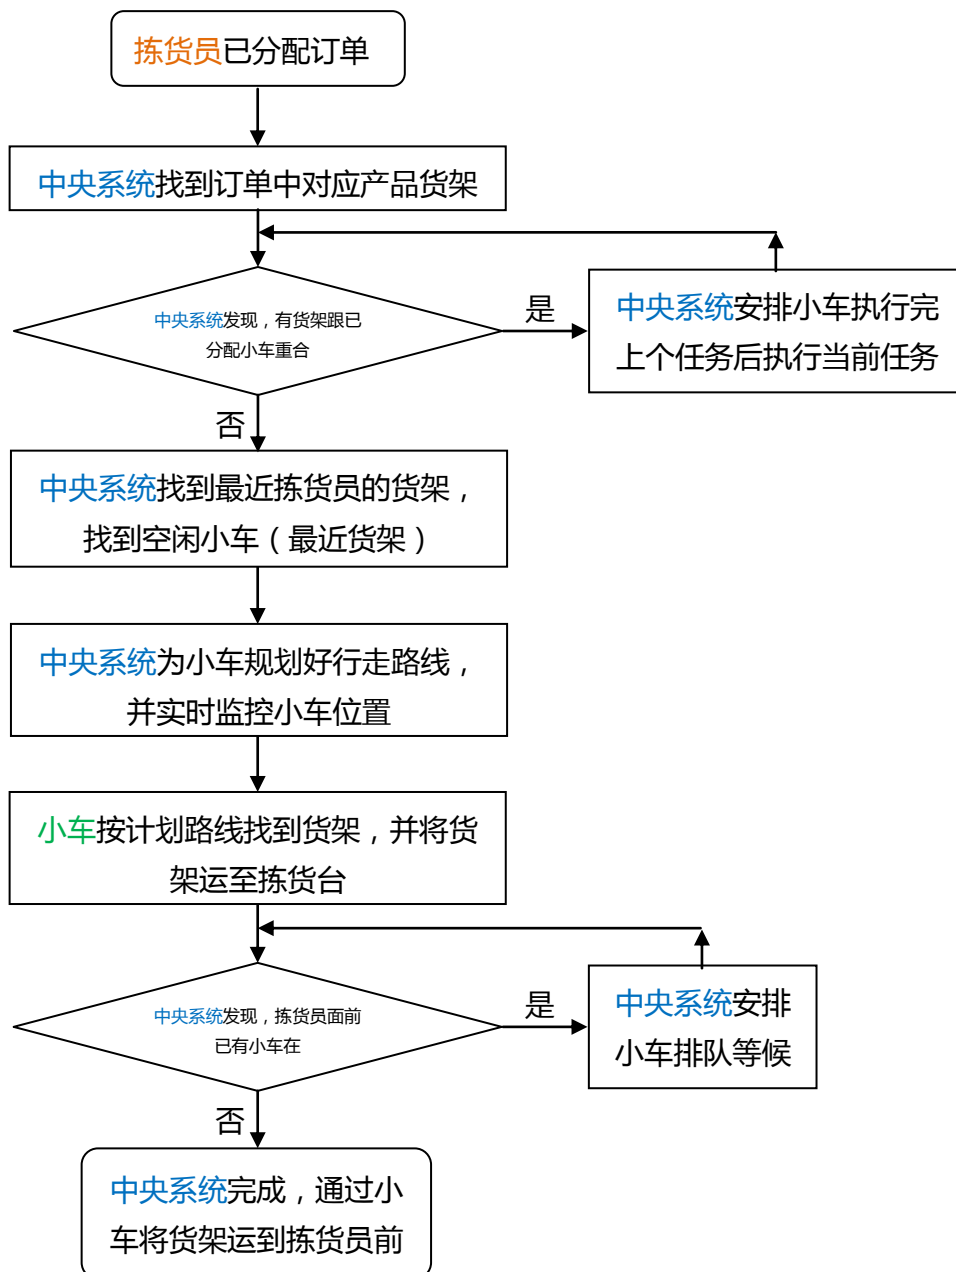 拣货员已分配订单
中央系统找到订单中对应产品货架
中央系统发现，有货架跟已
分配小车重合
是
中央系统安排小车执行完
上个任务后执行当前任务
否
中央系统找到最近拣货员的货架，
找到空闲小车（最近货架）
中央系统为小车规划好行走路线，
并实时监控小车位置
小车按计划路线找到货架，并将货
架运至拣货台
中央系统发现，拣货员面前
已有小车在
是
中央系统安排
小车排队等候
否
中央系统完成，通过小
车将货架运到拣货员前